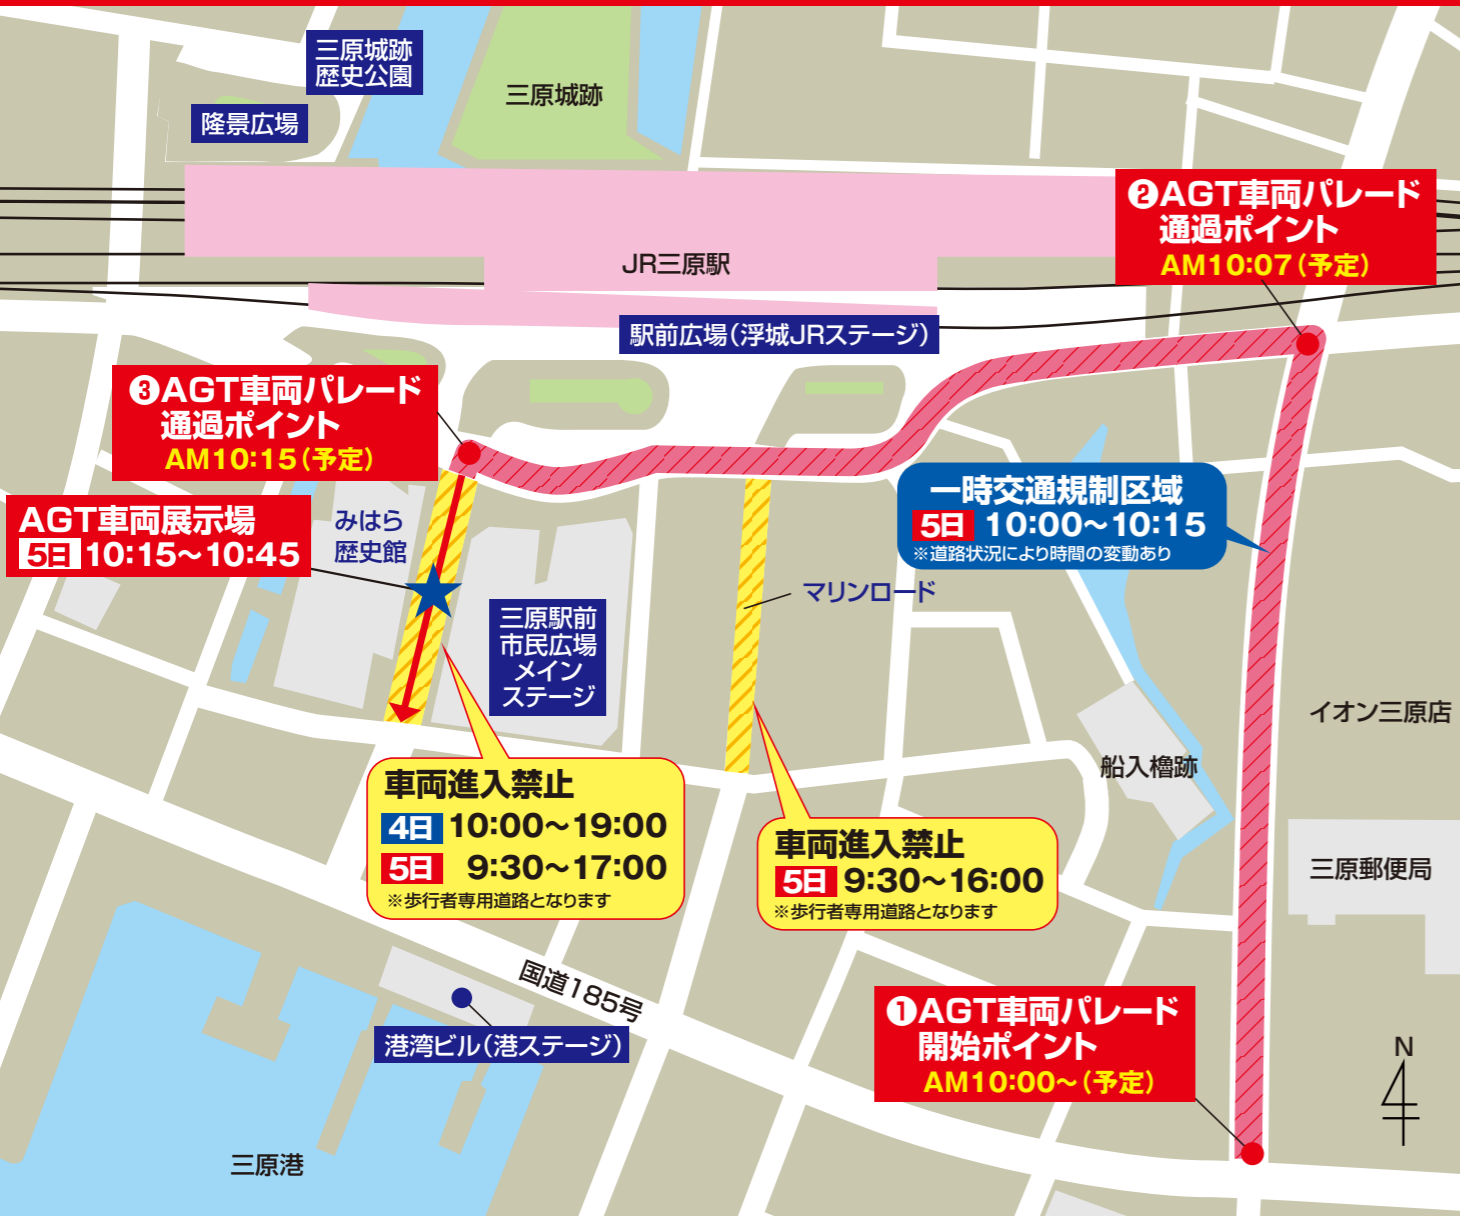 三原城跡
歴史公園
三原城跡
隆景広場
❷AGT車両パレード
通過ポイント
AM10:07(予定)
JR三原駅
駅前広場(浮城JRステージ)
❸AGT車両パレード
通過ポイント
AM10:15(予定)
一時交通規制区域
5日 10:00〜10:15
※道路状況により時間の変動あり
AGT車両展示場
5日 10:15〜10:45
みはら
歴史館
マリンロード
三原駅前
市民広場
メイン
ステージ
イオン三原店
船入櫓跡
車両進入禁止
4日 10:00〜19:00
5日 9:30〜17:00
※歩行者専用道路となります
車両進入禁止
5日 9:30〜16:00
※歩行者専用道路となります
三原郵便局
国道185号
❶AGT車両パレード
開始ポイント
AM10:00〜(予定)
港湾ビル(港ステージ)
N
三原港